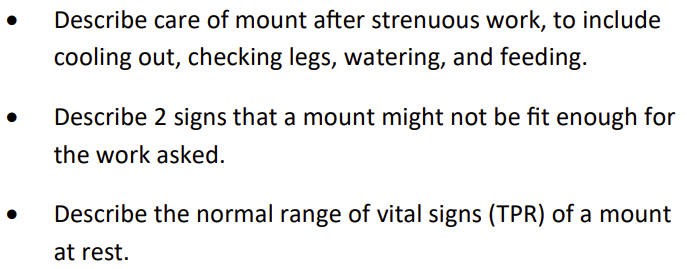 • Describe care of mount after strenuous work, to include
cooling out, checking legs, watering, and feeding.
• Describe 2 signs that a mount might not be fit enough for
the work asked.
• Describe the normal range of vital signs (TPR) of a mount
at rest.